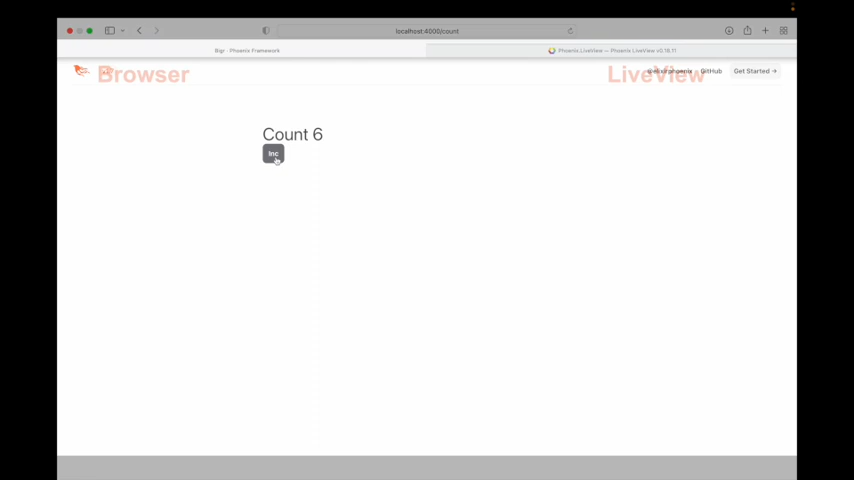 localhost:4000/count
Bigr · Phoenix Framework
Phoenix.LiveView — Phoenix LiveView v0.18.11
Browser
LiveView
@elixirphoenix
GitHub
Get Started →
Count 6
Inc